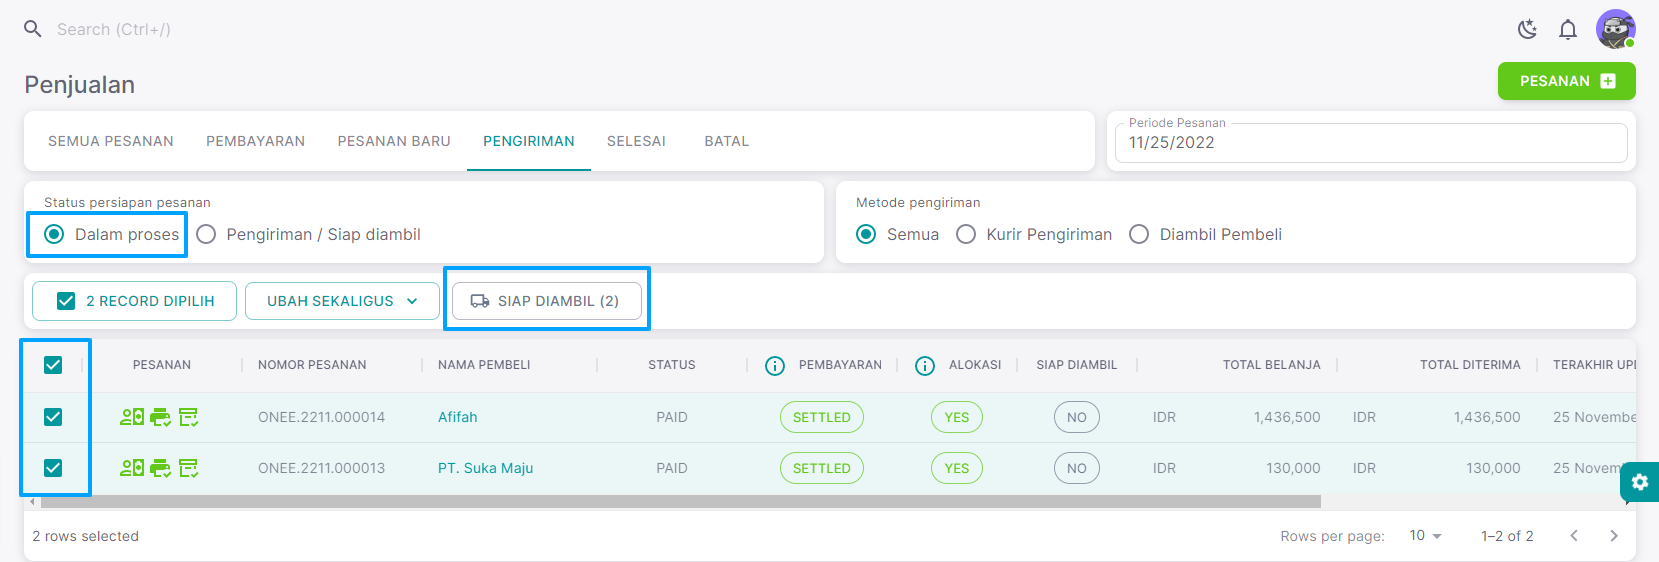 Search (Ctrl+/)
Penjualan
PESANAN
SEMUA PESANAN PEMBAYARAN PESANAN BARU PENGIRIMAN SELESAI BATAL
Periode Pesanan
11/25/2022
Status persiapan pesanan
Dalam proses Pengiriman / Siap diambil
Metode pengiriman
Semua Kurir Pengiriman Diambil Pembeli
2 RECORD DIPILIH UBAH SEKALIGUS SIAP DIAMBIL (2)
PESANAN NOMOR PESANAN NAMA PEMBELI STATUS PEMBAYARAN ALOKASI SIAP DIAMBIL TOTAL BELANJA TOTAL DITERIMA TERAKHIR UPI
ONEE.2211.000014 Afifah PAID SETTLED YES NO IDR 1,436,500 IDR 1,436,500 25 Novembe
ONEE.2211.000013 PT. Suka Maju PAID SETTLED YES NO IDR 130,000 IDR 130,000 25 Novem
2 rows selected
Rows per page: 10 1–2 of 2